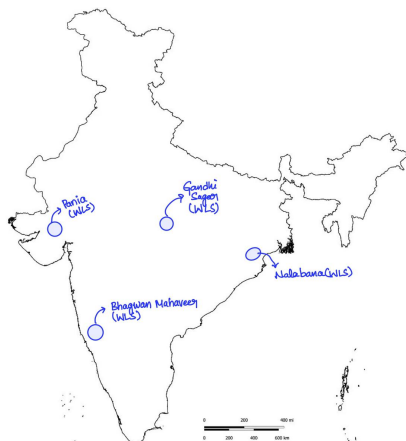 Gandhi
Sagar
(WLS)
Pania
(WLS)
Nalabana (WLS)
Bhagwan Mahaveer
(WLS)
0 200 400 mi
0 200 400 600 km